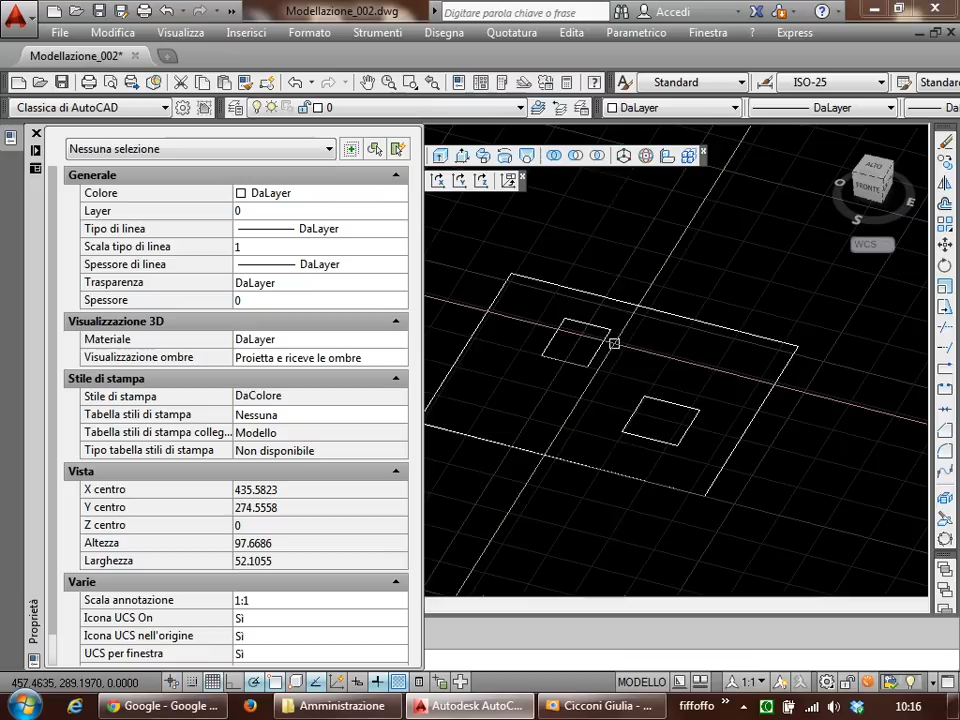 Modellazione_002.dwg
Digitare parola chiave o frase
Accedi
File Modifica Visualizza Inserisci Formato Strumenti Disegna Quotatura Edita Parametrico Finestra ? Express
Modellazione_002*
Standard ISO-25 Standard
Classica di AutoCAD 0 DaLayer DaLayer Da
Nessuna selezione
Generale
Colore DaLayer
Layer 0
Tipo di linea DaLayer
Scala tipo di linea 1
Spessore di linea DaLayer
Trasparenza DaLayer
Spessore 0
Visualizzazione 3D
Materiale DaLayer
Visualizzazione ombre Proietta e riceve le ombre
Stile di stampa
Stile di stampa DaColore
Tabella stili di stampa Nessuna
Tabella stili di stampa colleg... Modello
Tipo tabella stili di stampa Non disponibile
Vista
X centro 435.5823
Y centro 274.5558
Z centro 0
Altezza 97.6686
Larghezza 52.1055
Varie
Scala annotazione 1:1
Icona UCS On Sì
Icona UCS nell'origine Sì
UCS per finestra Sì
Proprietà
ALTO
FRONTE
O
E
S
WCS
457.4635, 289.1970, 0.0000
MODELLO
1:1
Google - Google ...
Amministrazione
Autodesk AutoC...
Cicconi Giulia - ...
fiffoffo
10:16